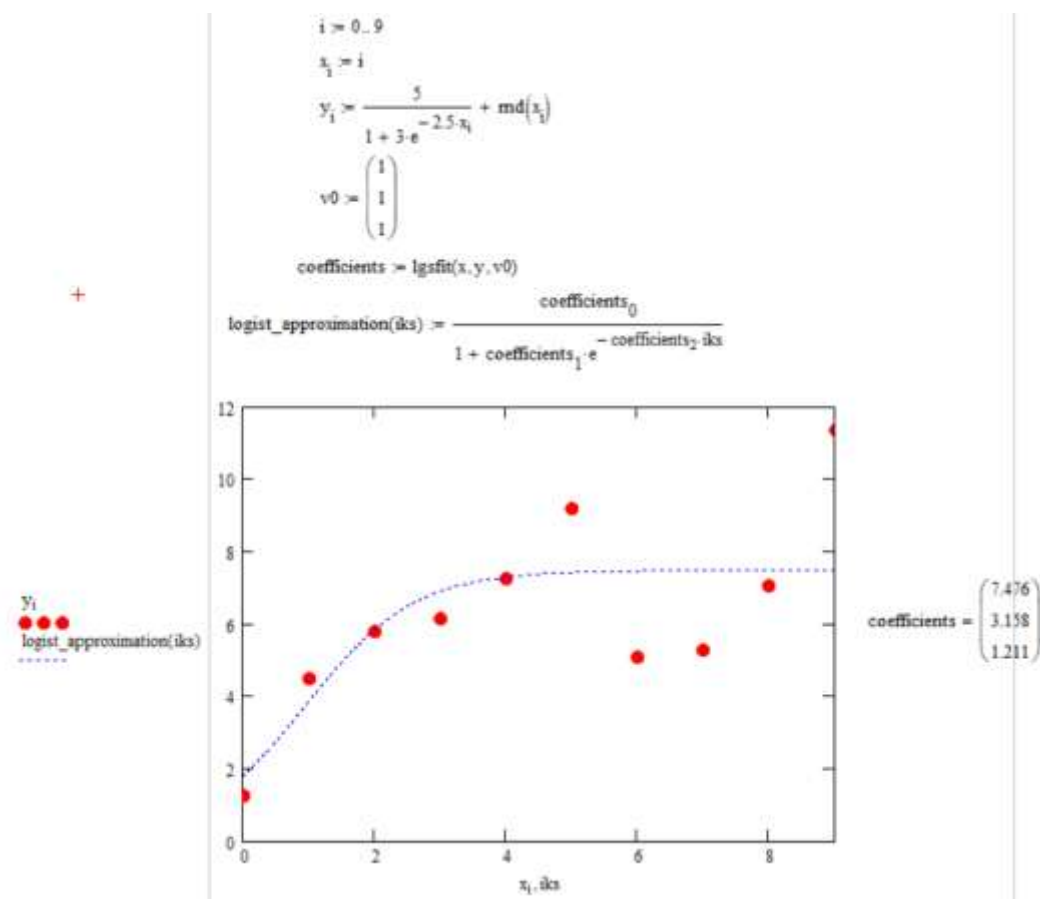 i := 0.. 9
x_i := i
y_i := 5 / (1 + 3·e^(-2.5·x_i)) + rnd(x_i)
v0 := (1 1 1)
coefficients := lgsfit(x, y, v0)
logist_approximation(iks) := coefficients_0 / (1 + coefficients_1·e^(-coefficients_2·iks))
12
10
8
6
4
2
0
0 2 4 6 8
x_i, iks
y_i
logist_approximation(iks)
coefficients = (7.476 3.158 1.211)